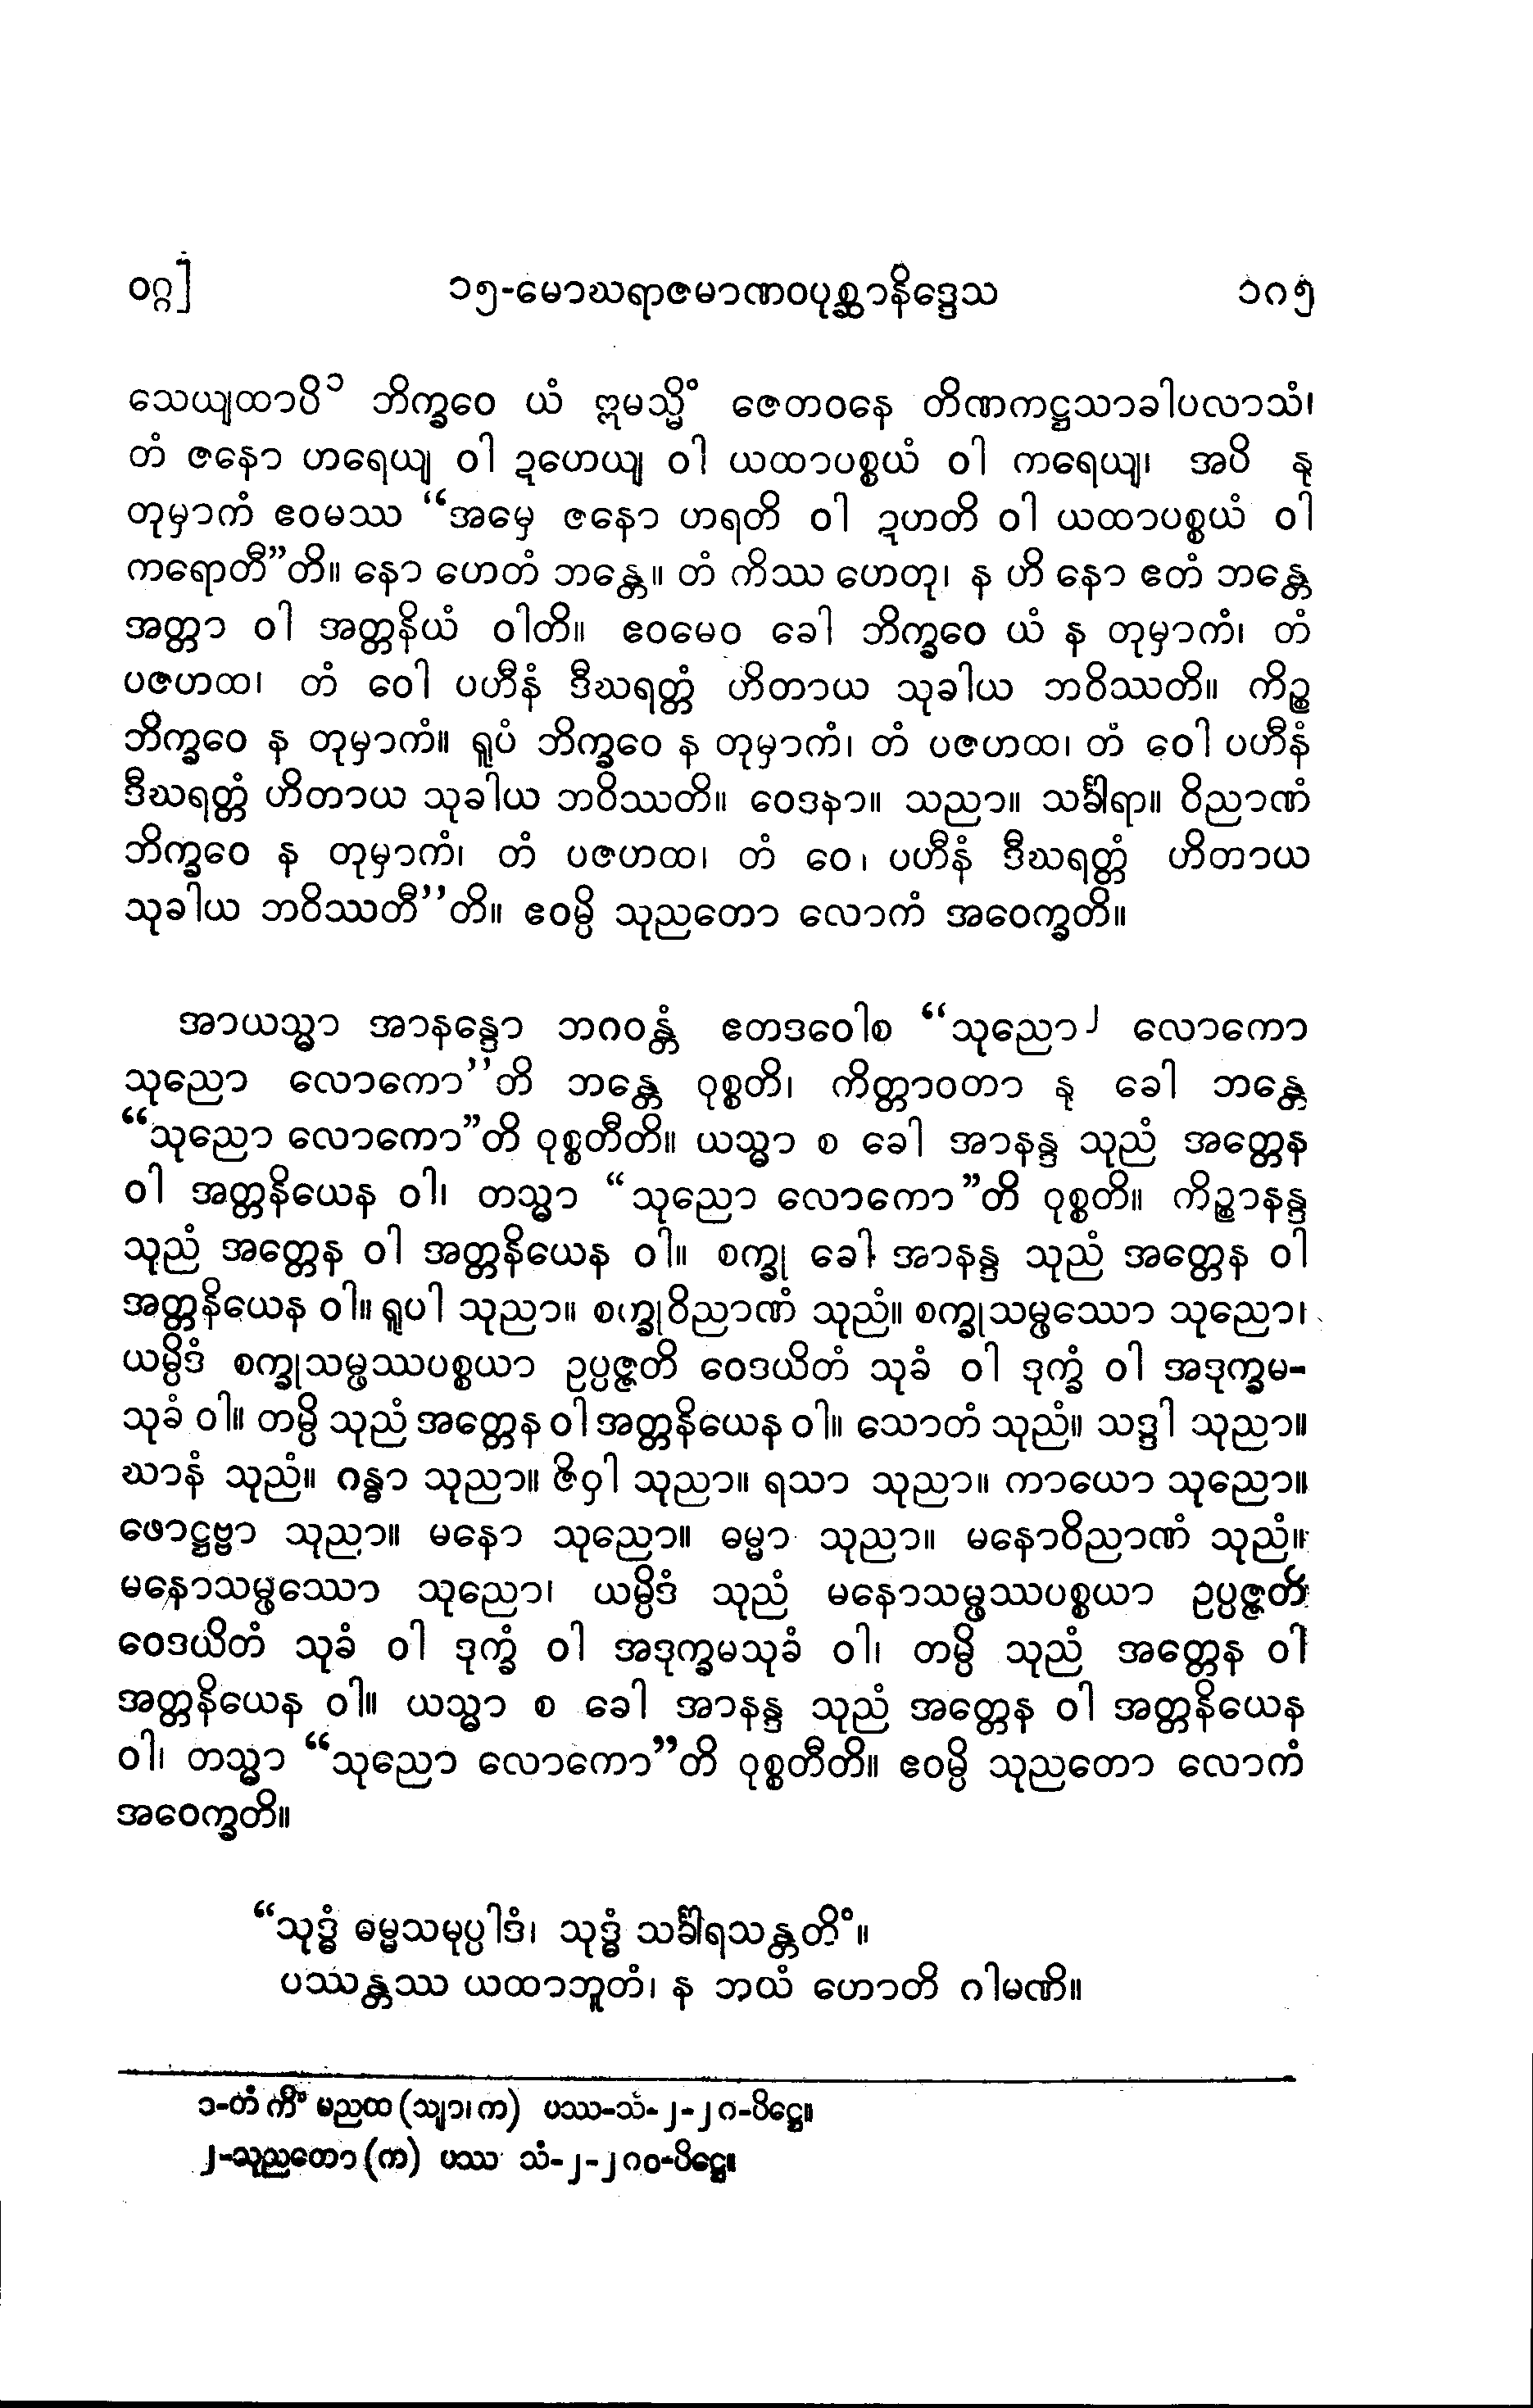 ဝဂ္ဂ]
၁၅-မောဃရာဇမာဏဝပုစ္ဆာနိဒ္ဒေသ
၁၈၅
သေယျထာပိ၁ ဘိက္ခဝေ ယံ ဣမသ္မိံ ဇေတဝနေ တိဏကဋ္ဌသာခါပလာသံ၊
တံ ဇနော ဟရေယျ ဝါ ဍဟေယျ ဝါ ယထာပစ္စယံ ဝါ ကရေယျ၊ အပိ နု
တုမှာကံ ဧဝမဿ “အမှေ ဇနော ဟရတိ ဝါ ဍဟတိ ဝါ ယထာပစ္စယံ ဝါ
ကရောတီ”တိ။ နော ဟေတံ ဘန္တေ။ တံ ကိဿ ဟေတု၊ န ဟိ နော ဧတံ ဘန္တေ
အတ္တာ ဝါ အတ္တနိယံ ဝါတိ။ ဧဝမေဝ ခေါ ဘိက္ခဝေ ယံ န တုမှာကံ၊ တံ
ပဇဟထ၊ တံ ဝေါ ပဟီနံ ဒီဃရတ္တံ ဟိတာယ သုခါယ ဘဝိဿတိ။ ကိဉ္စ
ဘိက္ခဝေ န တုမှာကံ။ ရူပံ ဘိက္ခဝေ န တုမှာကံ၊ တံ ပဇဟထ၊ တံ ဝေါ ပဟီနံ
ဒီဃရတ္တံ ဟိတာယ သုခါယ ဘဝိဿတိ။ ဝေဒနာ။ သညာ။ သင်္ခါရာ။ ဝိညာဏံ
ဘိက္ခဝေ န တုမှာကံ၊ တံ ပဇဟထ၊ တံ ဝေ၊ ပဟီနံ ဒီဃရတ္တံ ဟိတာယ
သုခါယ ဘဝိဿတီ’’တိ။ ဧဝမ္ပိ သုညတော လောကံ အဝေက္ခတိ။
အာယသ္မာ အာနန္ဒော ဘဂဝန္တံ ဧတဒဝေါစ “သုညော၂ လောကော
သုညော လောကော’’တိ ဘန္တေ ဝုစ္စတိ၊ ကိတ္တာဝတာ နု ခေါ ဘန္တေ
“သုညော လောကော”တိ ဝုစ္စတီတိ။ ယသ္မာ စ ခေါ အာနန္ဒ သုညံ အတ္တေန
ဝါ အတ္တနိယေန ဝါ၊ တသ္မာ “သုညော လောကော”တိ ဝုစ္စတိ။ ကိဉ္စာနန္ဒ
သုညံ အတ္တေန ဝါ အတ္တနိယေန ဝါ။ စက္ခု ခေါ အာနန္ဒ သုညံ အတ္တေန ဝါ
အတ္တနိယေန ဝါ။ ရူပါ သုညာ။ စက္ခုဝိညာဏံ သုညံ။ စက္ခုသမ္ဖဿော သုညော၊
ယမ္ပိဒံ စက္ခုသမ္ဖဿပစ္စယာ ဥပ္ပဇ္ဇတိ ဝေဒယိတံ သုခံ ဝါ ဒုက္ခံ ဝါ အဒုက္ခမ-
သုခံ ဝါ။ တမ္ပိ သုညံ အတ္တေန ဝါ အတ္တနိယေန ဝါ။ သောတံ သုညံ။ သဒ္ဒါ သုညာ။
ဃာနံ သုညံ။ ဂန္ဓာ သုညာ။ ဇိဝှါ သုညာ။ ရသာ သုညာ။ ကာယော သုညော။
ဖောဋ္ဌဗ္ဗာ သုညာ။ မနော သုညော။ ဓမ္မာ သုညာ။ မနောဝိညာဏံ သုညံ။
မနောသမ္ဖဿော သုညော၊ ယမ္ပိဒံ သုညံ မနောသမ္ဖဿပစ္စယာ ဥပ္ပဇ္ဇတိ
ဝေဒယိတံ သုခံ ဝါ ဒုက္ခံ ဝါ အဒုက္ခမသုခံ ဝါ၊ တမ္ပိ သုညံ အတ္တေန ဝါ
အတ္တနိယေန ဝါ။ ယသ္မာ စ ခေါ အာနန္ဒ သုညံ အတ္တေန ဝါ အတ္တနိယေန
ဝါ၊ တသ္မာ “သုညော လောကော”တိ ဝုစ္စတီတိ။ ဧဝမ္ပိ သုညတော လောကံ
အဝေက္ခတိ။
“သုဒ္ဓံ ဓမ္မသမုပ္ပါဒံ၊ သုဒ္ဓံ သင်္ခါရသန္တတိံ။
ပဿန္တဿ ယထာဘူတံ၊ န ဘယံ ဟောတိ ဂါမဏိ။
၁-တံ ကိံ မညထ (သျာ၊ က) ပဿ-သံ-၂-၂၈-ပိဋ္ဌေ။
၂-သုညတော (က) ပဿ သံ-၂-၂၈၀-ပိဋ္ဌေ။